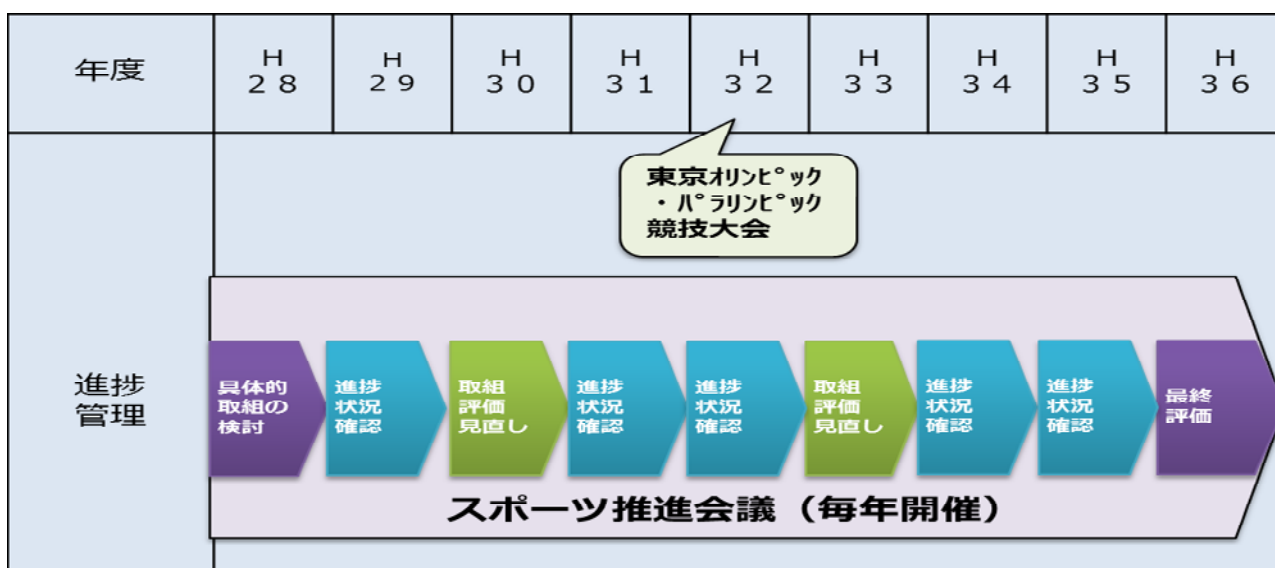 年度
H
２８
H
２９
H
３０
H
３１
H
３２
H
３３
H
３４
H
３５
H
３６
東京ｵﾘﾝﾋﾟｯｸ
・ﾊﾟﾗﾘﾝﾋﾟｯｸ
競技大会
進捗
管理
具体的
取組の
検討
進捗
状況
確認
取組
評価
見直し
進捗
状況
確認
進捗
状況
確認
取組
評価
見直し
進捗
状況
確認
進捗
状況
確認
最終
評価
スポーツ推進会議（毎年開催）